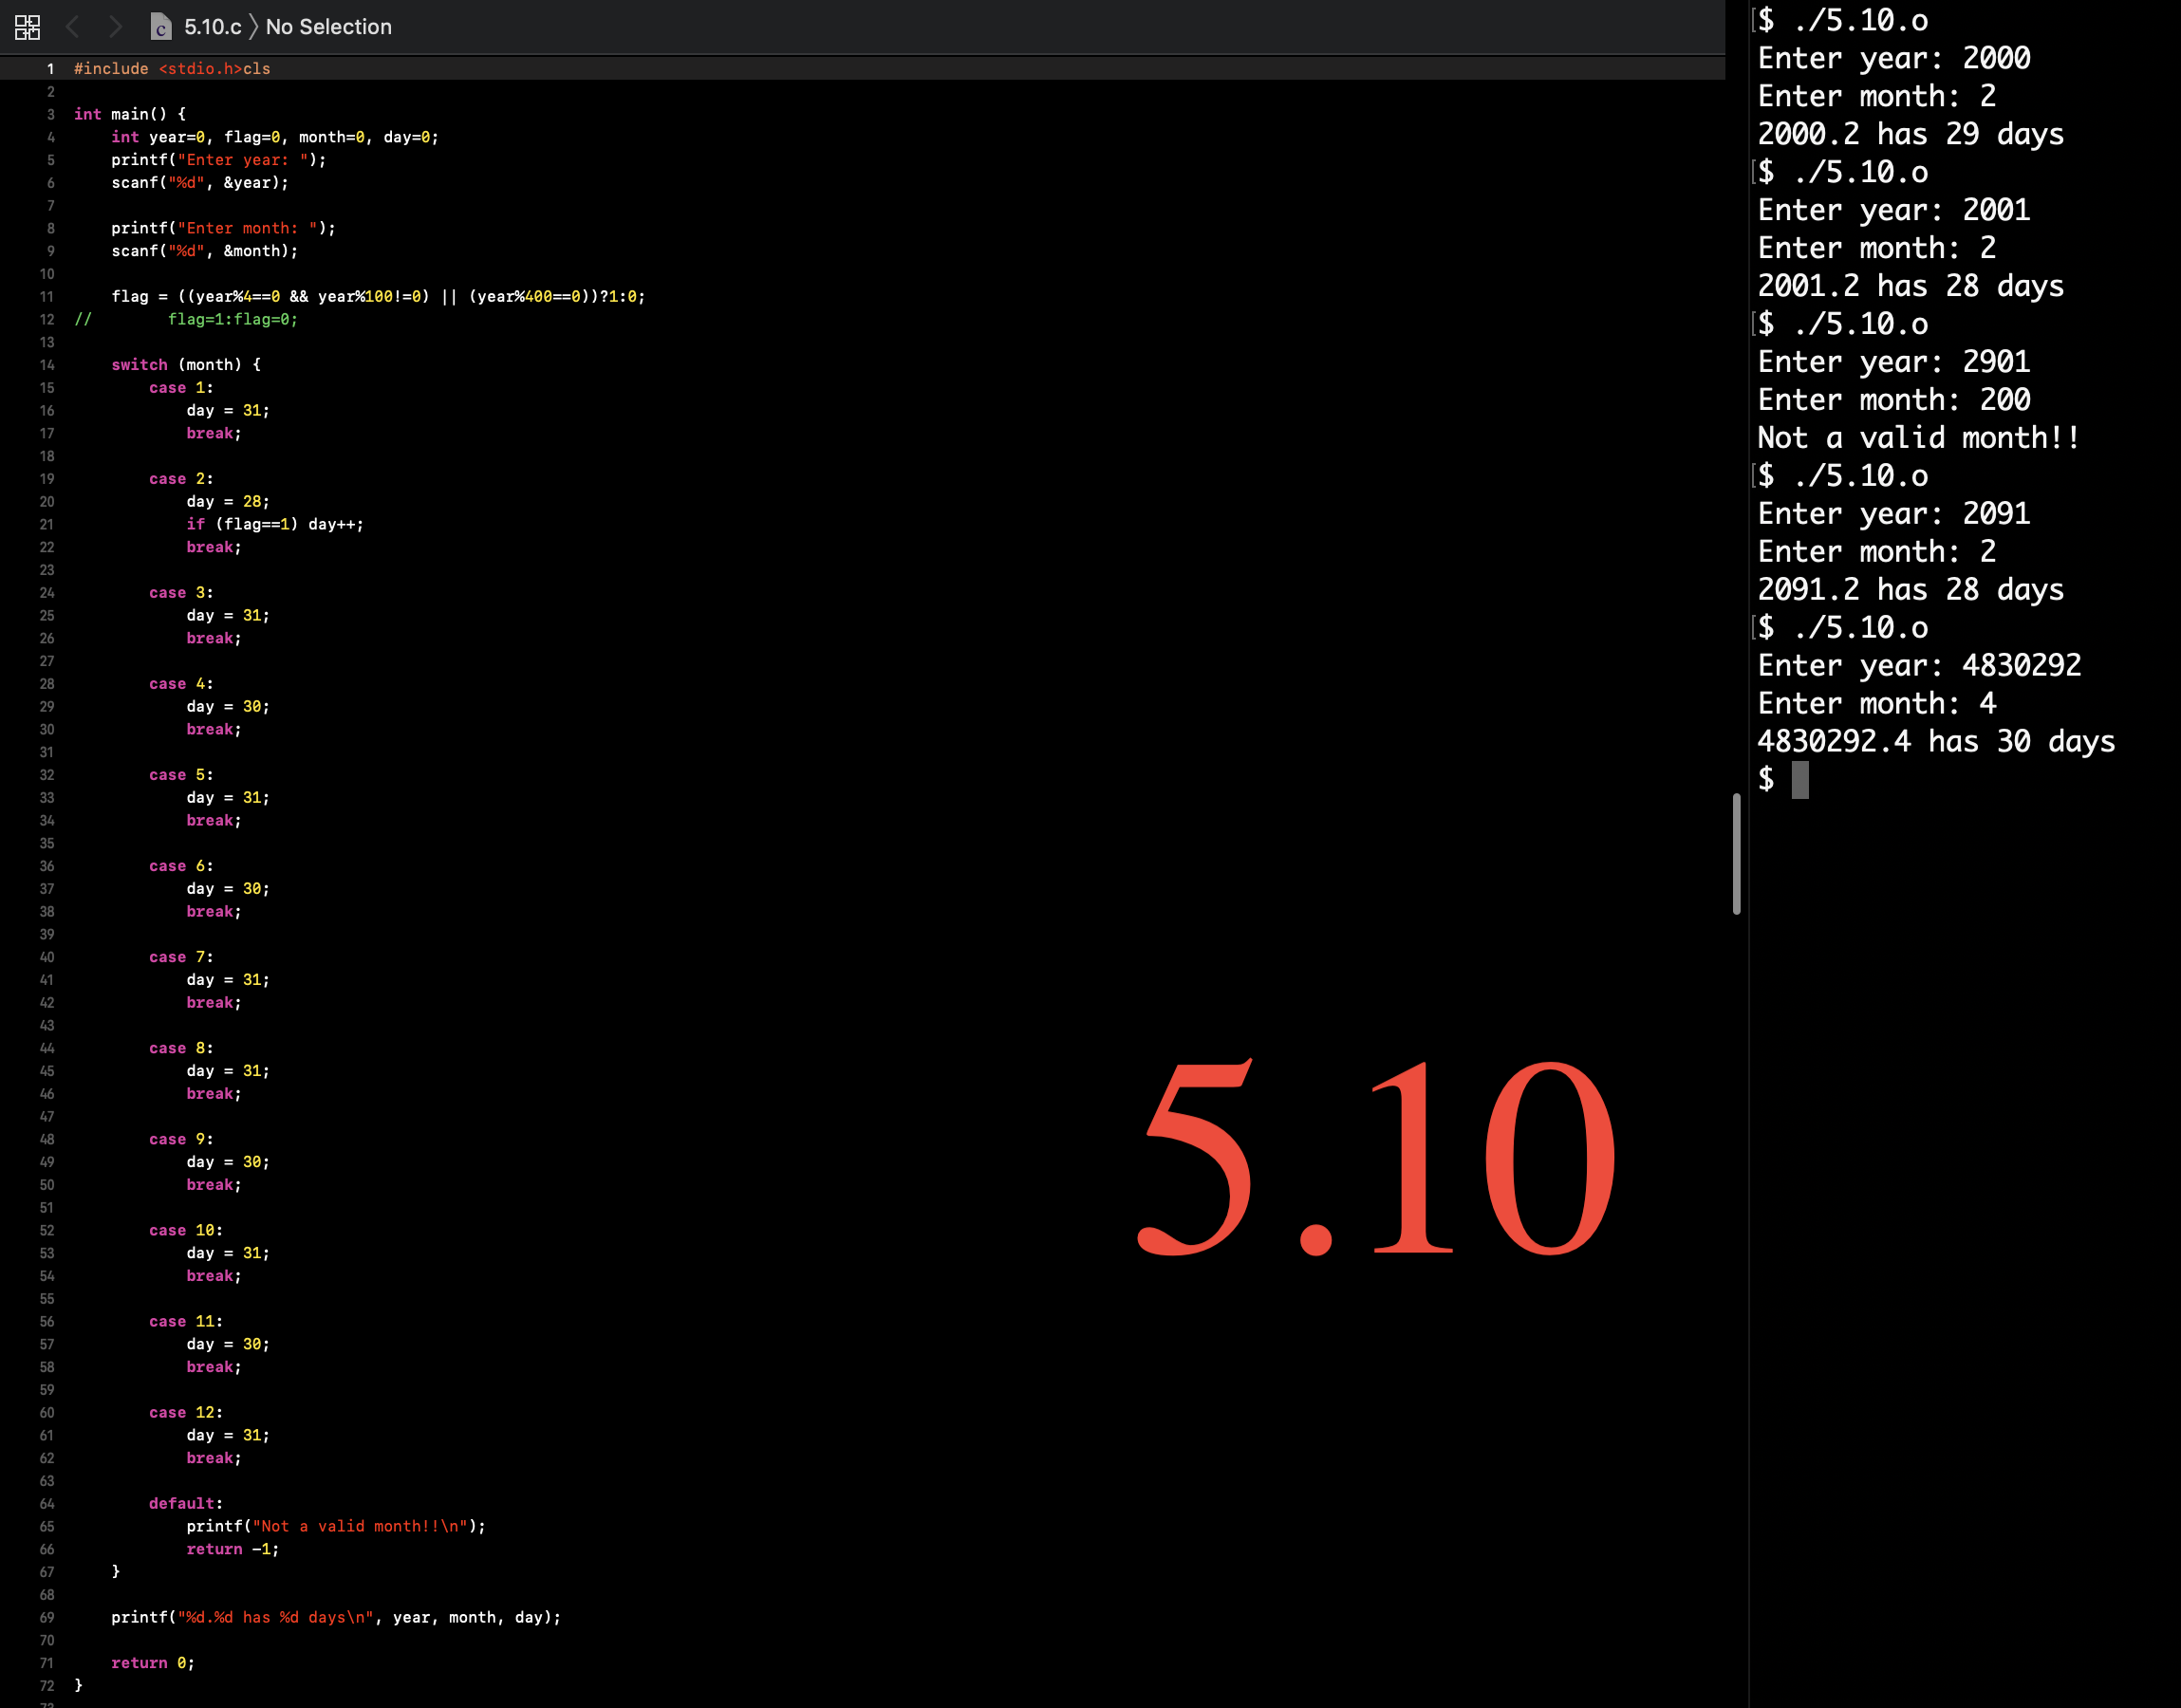 5.10.c 〉 No Selection
1 #include <stdio.h>cls
2
3 int main() {
4     int year=0, flag=0, month=0, day=0;
5     printf("Enter year: ");
6     scanf("%d", &year);
7
8     printf("Enter month: ");
9     scanf("%d", &month);
10
11     flag = ((year%4==0 && year%100!=0) || (year%400==0))?1:0;
12 //        flag=1:flag=0;
13
14     switch (month) {
15         case 1:
16             day = 31;
17             break;
18
19         case 2:
20             day = 28;
21             if (flag==1) day++;
22             break;
23
24         case 3:
25             day = 31;
26             break;
27
28         case 4:
29             day = 30;
30             break;
31
32         case 5:
33             day = 31;
34             break;
35
36         case 6:
37             day = 30;
38             break;
39
40         case 7:
41             day = 31;
42             break;
43
44         case 8:
45             day = 31;
46             break;
47
48         case 9:
49             day = 30;
50             break;
51
52         case 10:
53             day = 31;
54             break;
55
56         case 11:
57             day = 30;
58             break;
59
60         case 12:
61             day = 31;
62             break;
63
64         default:
65             printf("Not a valid month!!\n");
66             return -1;
67     }
68
69     printf("%d.%d has %d days\n", year, month, day);
70
71     return 0;
72 }
73
5.10
[$ ./5.10.o
Enter year: 2000
Enter month: 2
2000.2 has 29 days
[$ ./5.10.o
Enter year: 2001
Enter month: 2
2001.2 has 28 days
[$ ./5.10.o
Enter year: 2901
Enter month: 200
Not a valid month!!
[$ ./5.10.o
Enter year: 2091
Enter month: 2
2091.2 has 28 days
[$ ./5.10.o
Enter year: 4830292
Enter month: 4
4830292.4 has 30 days
$